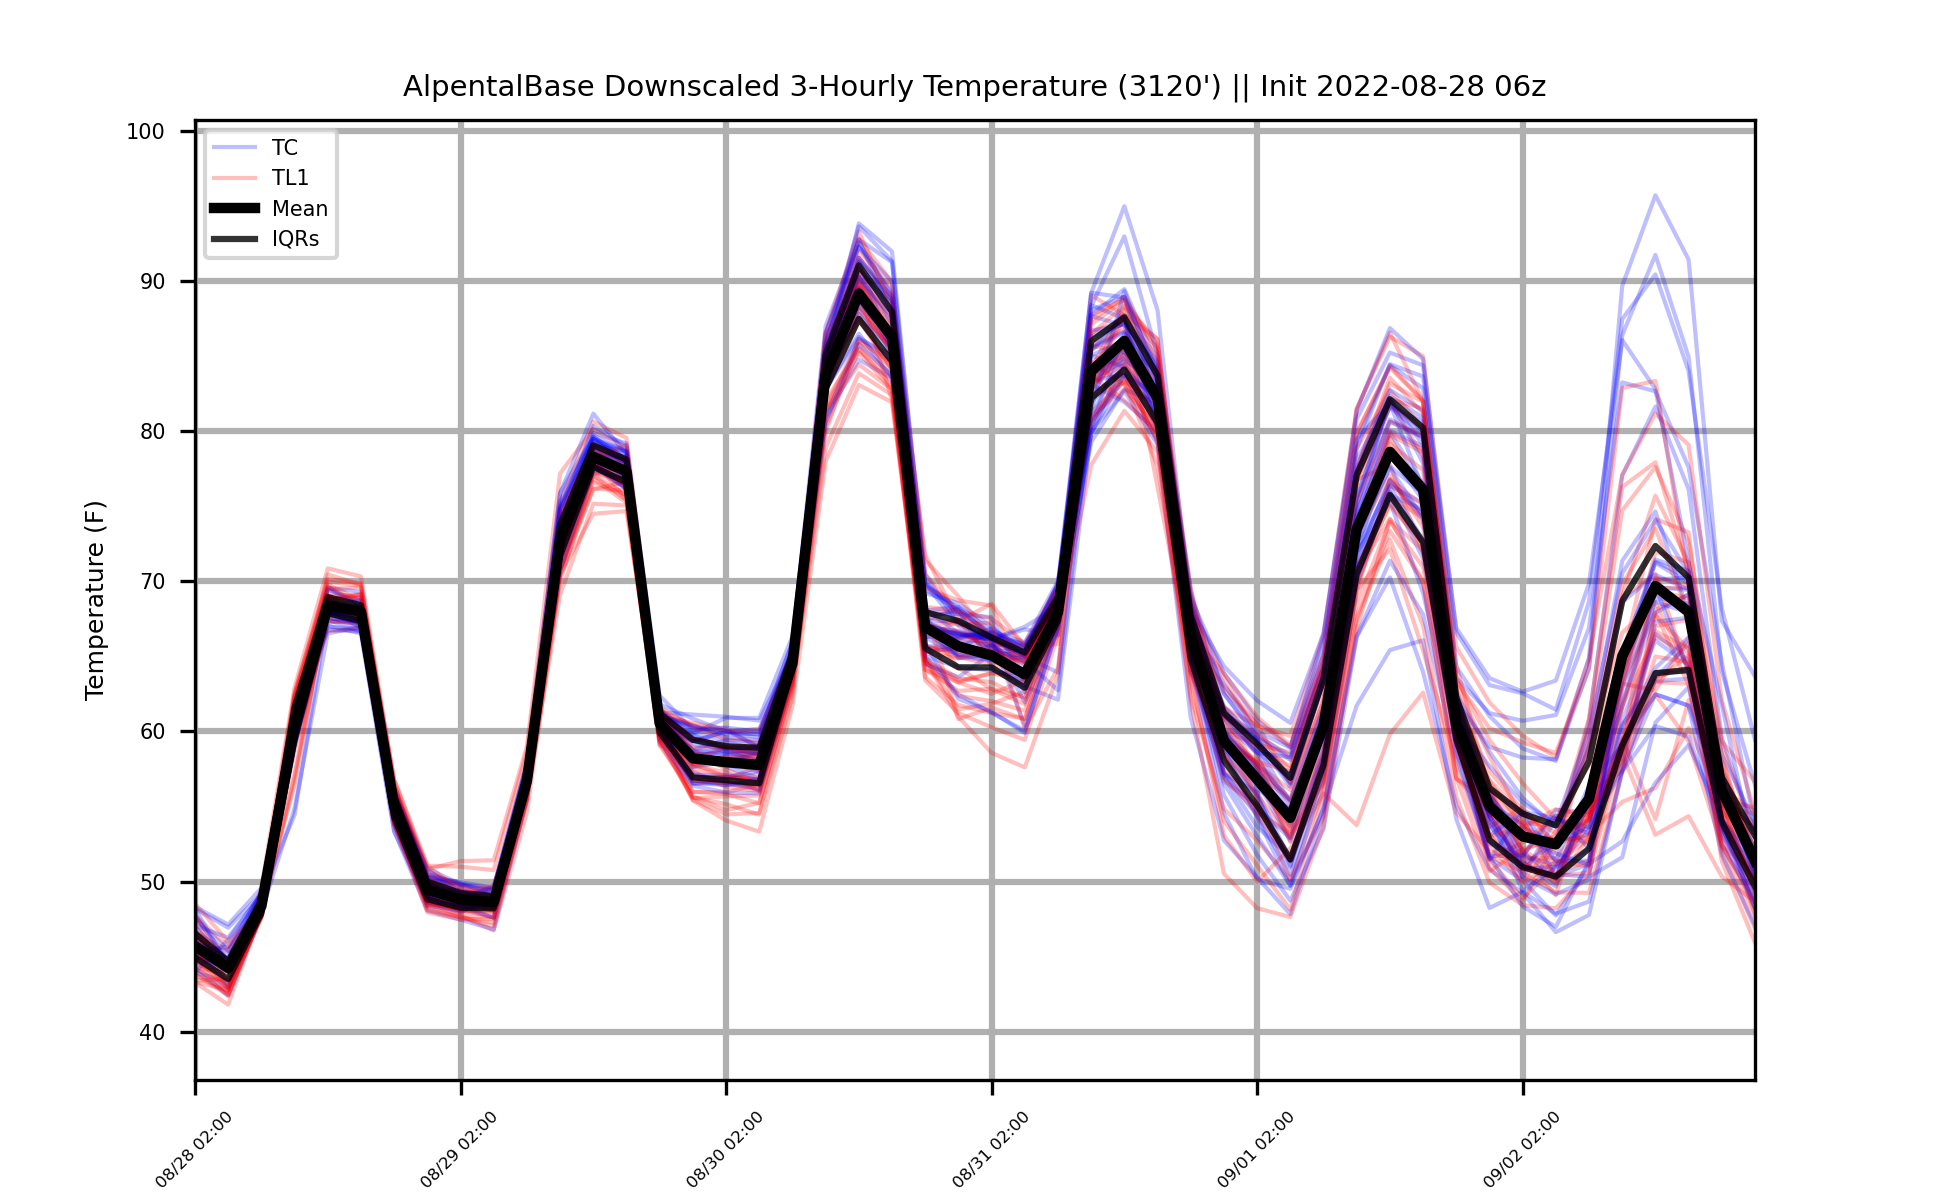 AlpentalBase Downscaled 3-Hourly Temperature (3120') || Init 2022-08-28 06z
TC
TL1
Mean
IQRs
Temperature (F)
100
90
80
70
60
50
40
08/28 02:00
08/29 02:00
08/30 02:00
08/31 02:00
09/01 02:00
09/02 02:00